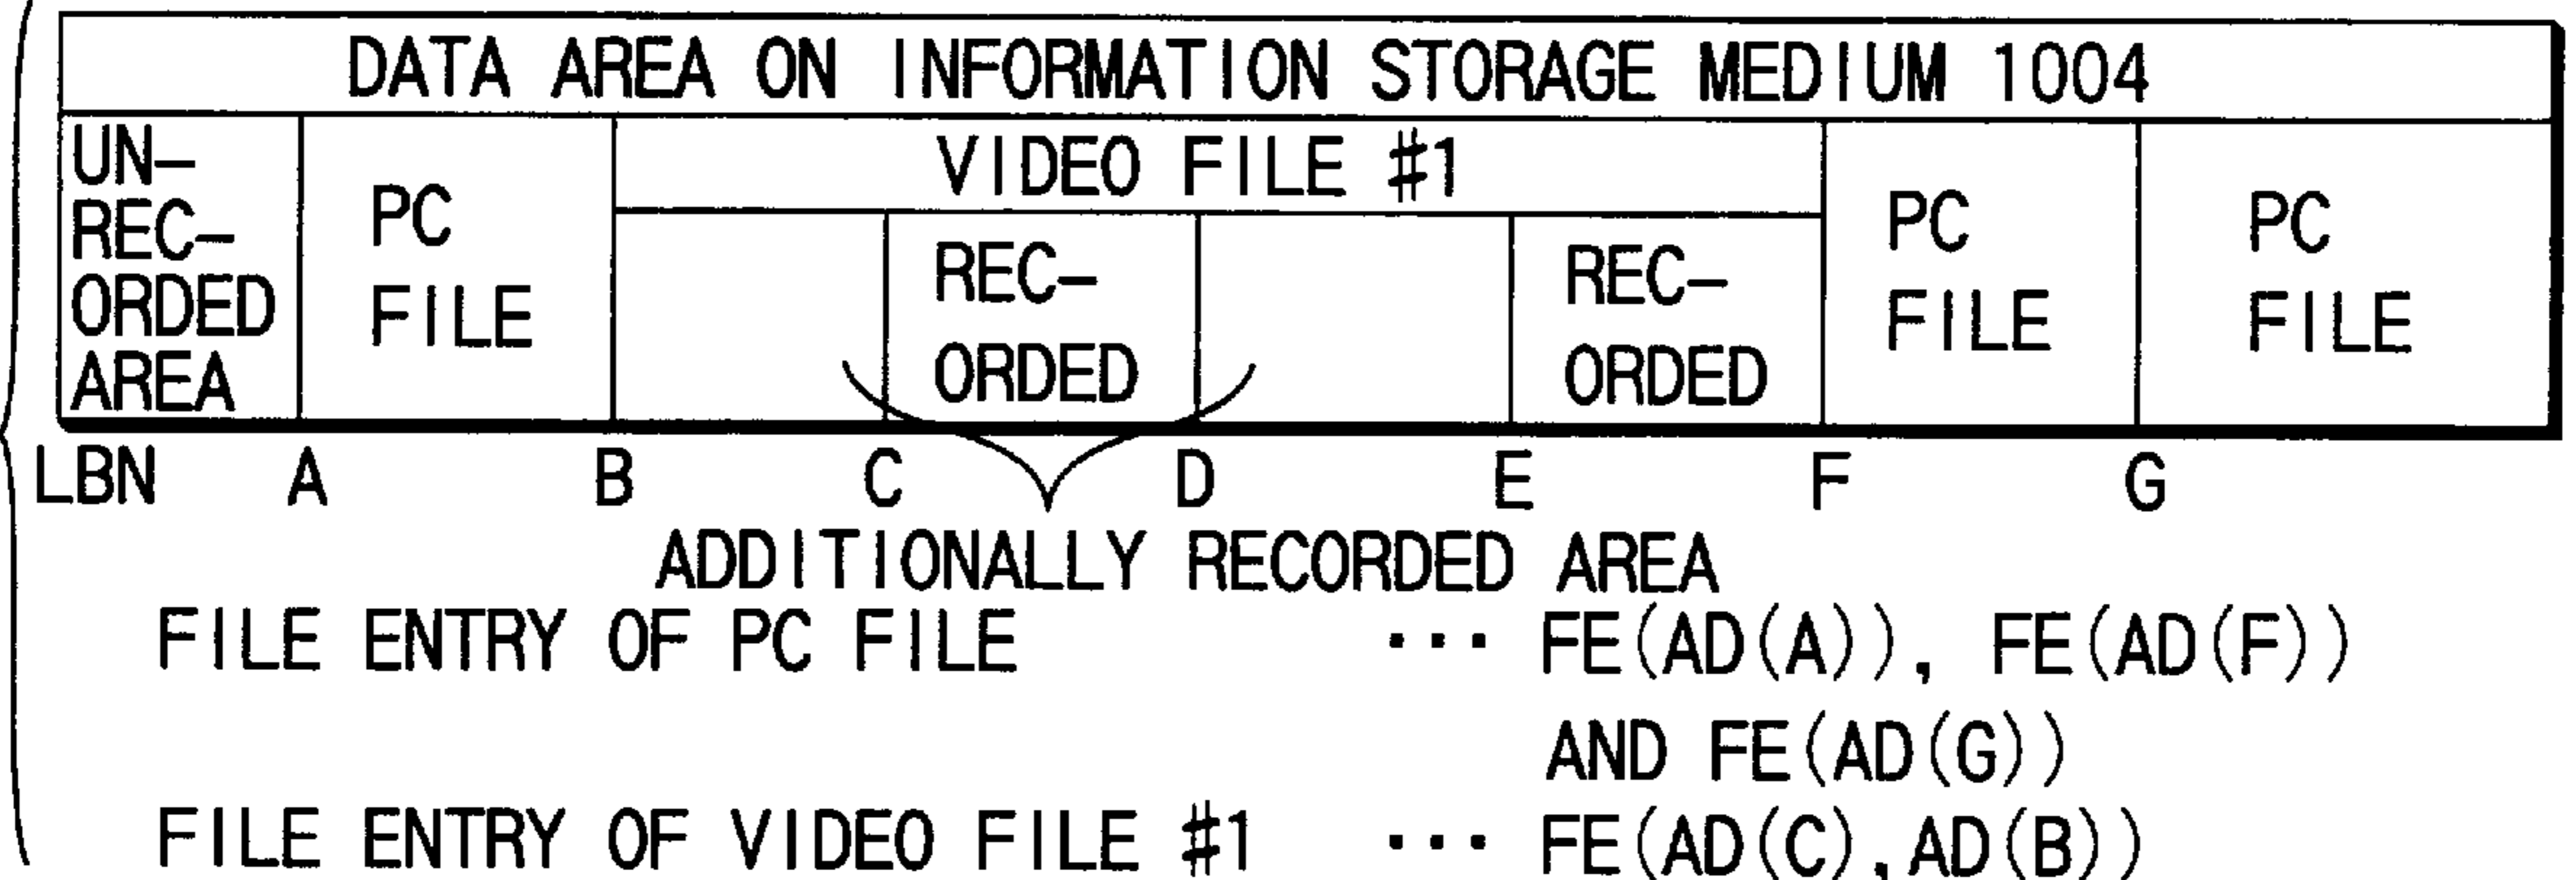 DATA AREA ON INFORMATION STORAGE MEDIUM 1004
UN-
REC-
ORDED
AREA
PC
FILE
VIDEO FILE #1
REC-
ORDED
REC-
ORDED
PC
FILE
PC
FILE
LBN A B C D E F G
ADDITIONALLY RECORDED AREA
FILE ENTRY OF PC FILE ··· FE(AD(A)), FE(AD(F))
AND FE(AD(G))
FILE ENTRY OF VIDEO FILE #1 ··· FE(AD(C),AD(B))